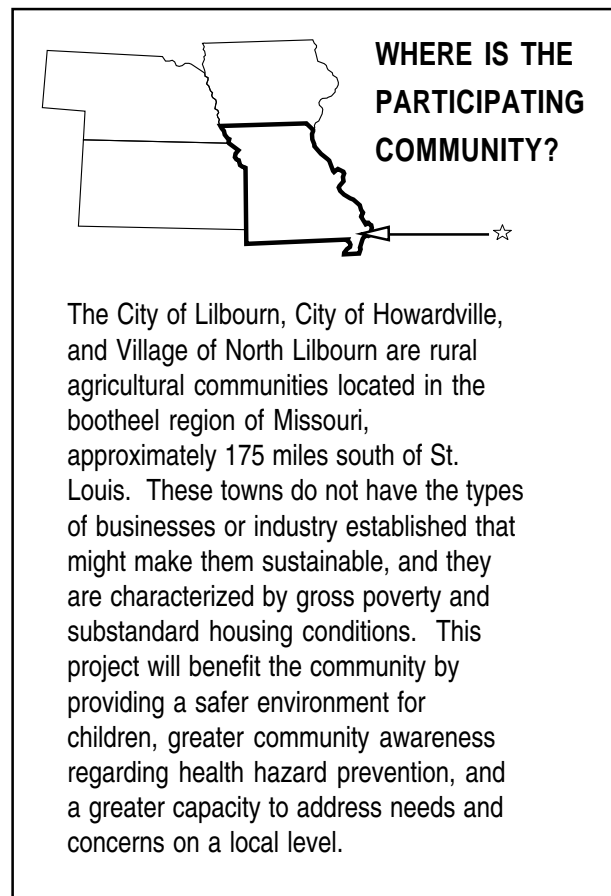 WHERE IS THE
PARTICIPATING
COMMUNITY?
The City of Lilbourn, City of Howardville,
and Village of North Lilbourn are rural
agricultural communities located in the
bootheel region of Missouri,
approximately 175 miles south of St.
Louis.  These towns do not have the types
of businesses or industry established that
might make them sustainable, and they
are characterized by gross poverty and
substandard housing conditions.  This
project will benefit the community by
providing a safer environment for
children, greater community awareness
regarding health hazard prevention, and
a greater capacity to address needs and
concerns on a local level.